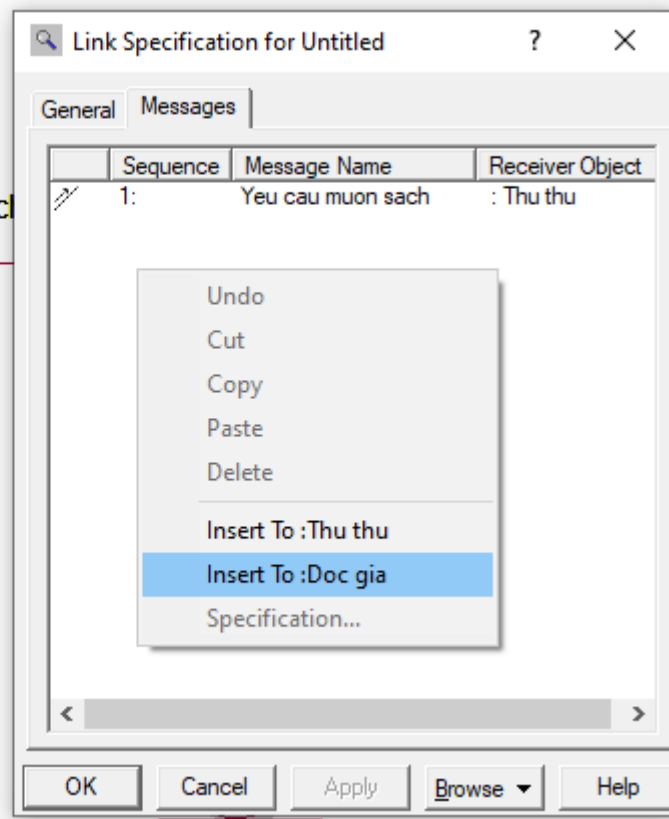 Link Specification for Untitled ? ×
General Messages
Sequence Message Name Receiver Object
1: Yeu cau muon sach : Thu thu
Undo
Cut
Copy
Paste
Delete
Insert To :Thu thu
Insert To :Doc gia
Specification...
OK Cancel Apply Browse Help